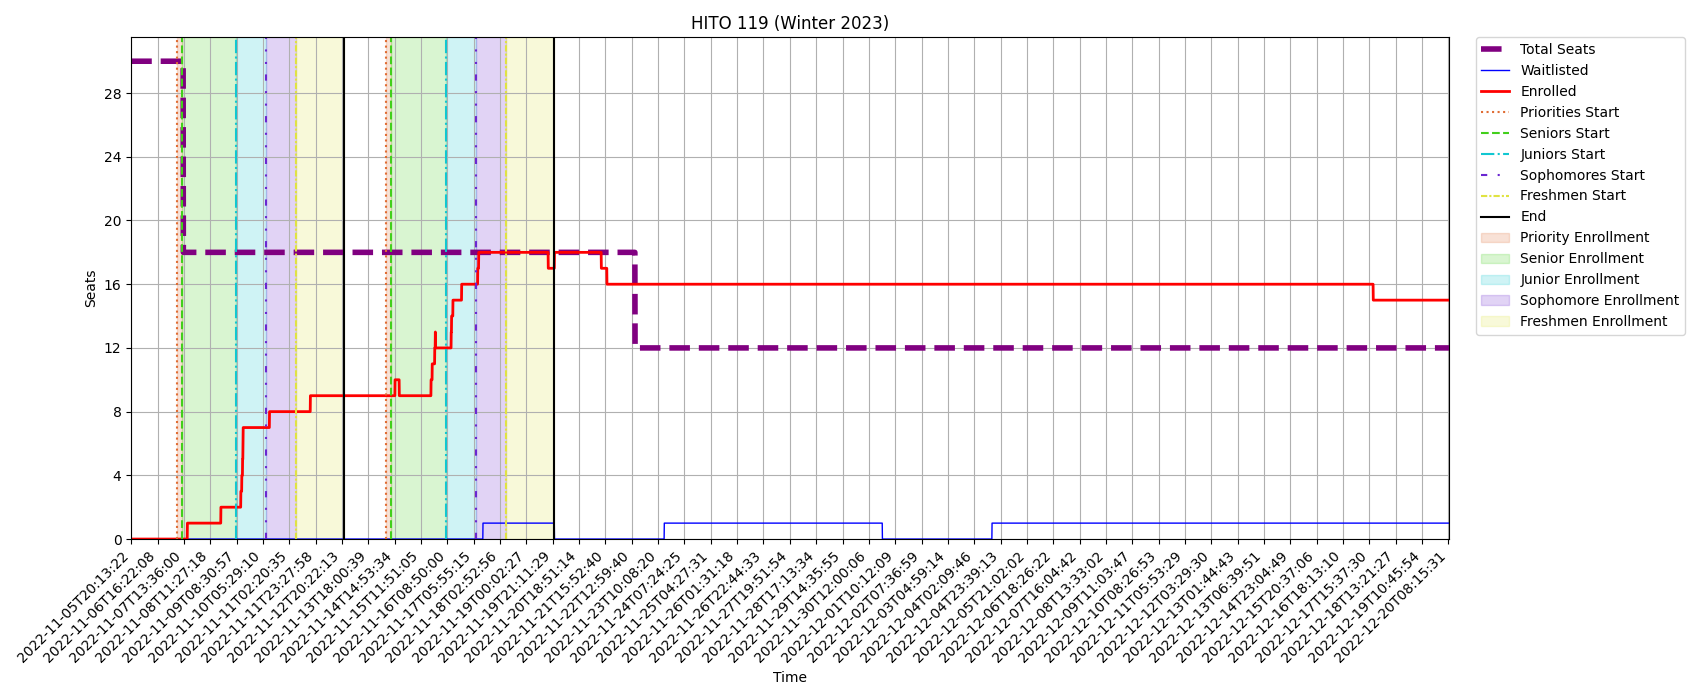 HITO 119 (Winter 2023)
Seats
28
24
20
16
12
8
4
0
Total Seats
Waitlisted
Enrolled
Priorities Start
Seniors Start
Juniors Start
Sophomores Start
Freshmen Start
End
Priority Enrollment
Senior Enrollment
Junior Enrollment
Sophomore Enrollment
Freshmen Enrollment
2022-11-05T20:13:22
2022-11-06T16:22:08
2022-11-07T13:36:00
2022-11-08T11:27:18
2022-11-09T08:30:57
2022-11-10T05:29:10
2022-11-11T02:20:35
2022-11-11T23:27:58
2022-11-12T20:22:13
2022-11-13T18:00:39
2022-11-14T14:53:34
2022-11-15T11:51:05
2022-11-16T08:50:00
2022-11-17T05:55:15
2022-11-18T02:52:56
2022-11-19T00:02:27
2022-11-19T21:11:29
2022-11-20T18:51:14
2022-11-21T15:52:40
2022-11-22T12:59:40
2022-11-23T10:08:20
2022-11-24T07:24:25
2022-11-25T04:27:31
2022-11-26T01:31:18
2022-11-26T22:44:33
2022-11-27T19:51:54
2022-11-28T17:13:34
2022-11-29T14:35:55
2022-11-30T12:00:06
2022-12-01T10:12:09
2022-12-02T07:36:59
2022-12-03T04:59:14
2022-12-04T02:09:46
2022-12-04T23:39:13
2022-12-05T21:02:02
2022-12-06T18:26:22
2022-12-07T16:04:42
2022-12-08T13:33:02
2022-12-09T11:03:47
2022-12-10T08:26:53
2022-12-11T05:53:29
2022-12-12T03:29:30
2022-12-13T01:44:43
2022-12-13T06:39:51
2022-12-14T23:04:49
2022-12-15T20:37:06
2022-12-16T18:13:10
2022-12-17T15:37:30
2022-12-18T13:21:27
2022-12-19T10:45:54
2022-12-20T08:15:31
Time